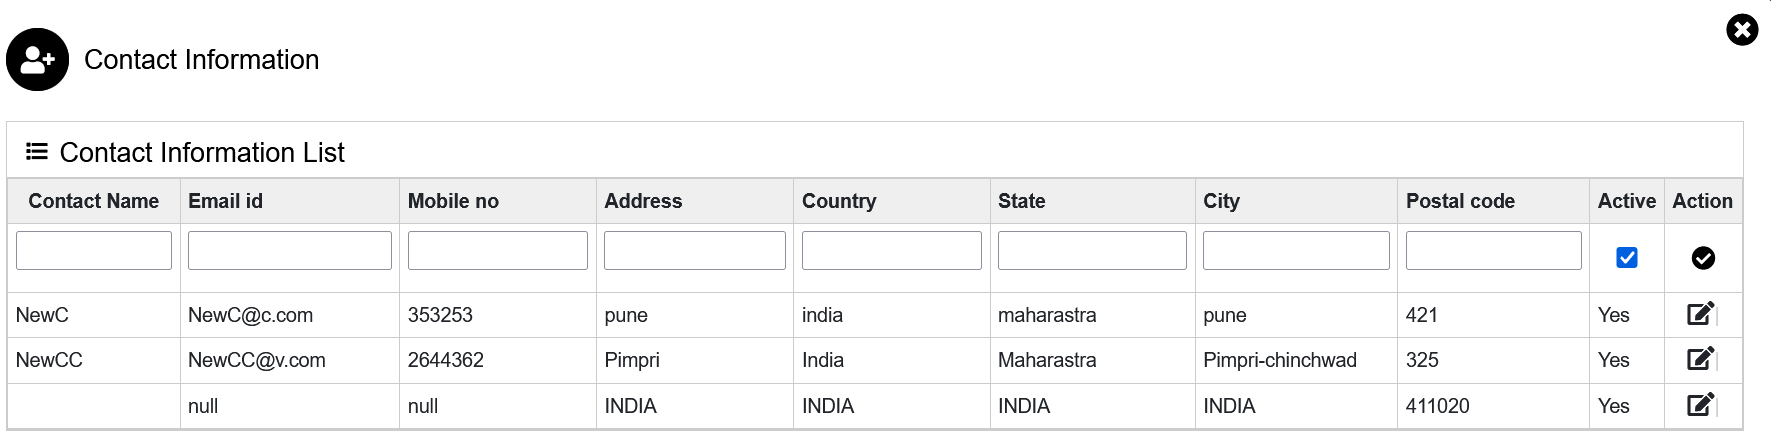 Contact Information
Contact Information List
Contact Name Email id Mobile no Address Country State City Postal code Active Action
NewC NewC@c.com 353253 pune india maharastra pune 421 Yes
NewCC NewCC@v.com 2644362 Pimpri India Maharastra Pimpri-chinchwad 325 Yes
null null INDIA INDIA INDIA INDIA 411020 Yes